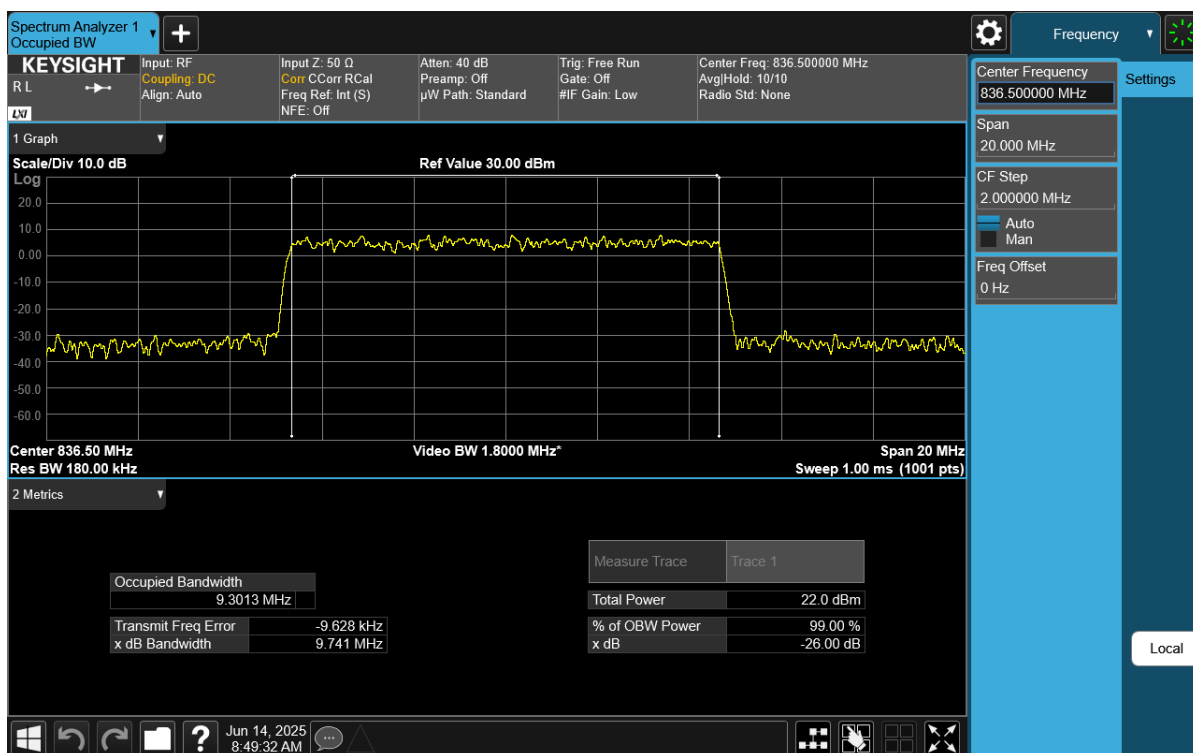 Spectrum Analyzer 1
Occupied BW
Frequency
KEYSIGHT
R L
LXI
Input: RF
Coupling: DC
Align: Auto
Input Z: 50 Ω
Corr CCorr RCal
Freq Ref: Int (S)
NFE: Off
Atten: 40 dB
Preamp: Off
µW Path: Standard
Trig: Free Run
Gate: Off
#IF Gain: Low
Center Freq: 836.500000 MHz
Avg|Hold: 10/10
Radio Std: None
Center Frequency
836.500000 MHz
Settings
Span
20.000 MHz
CF Step
2.000000 MHz
Auto
Man
Freq Offset
0 Hz
Local
1 Graph
Scale/Div 10.0 dB
Ref Value 30.00 dBm
Log
20.0
10.0
0.00
-10.0
-20.0
-30.0
-40.0
-50.0
-60.0
Center 836.50 MHz
Video BW 1.8000 MHz*
Span 20 MHz
Res BW 180.00 kHz
Sweep 1.00 ms (1001 pts)
2 Metrics
Measure Trace
Trace 1
Occupied Bandwidth
9.3013 MHz
Total Power
22.0 dBm
Transmit Freq Error
-9.628 kHz
% of OBW Power
99.00 %
x dB Bandwidth
9.741 MHz
x dB
-26.00 dB
?
Jun 14, 2025
8:49:32 AM